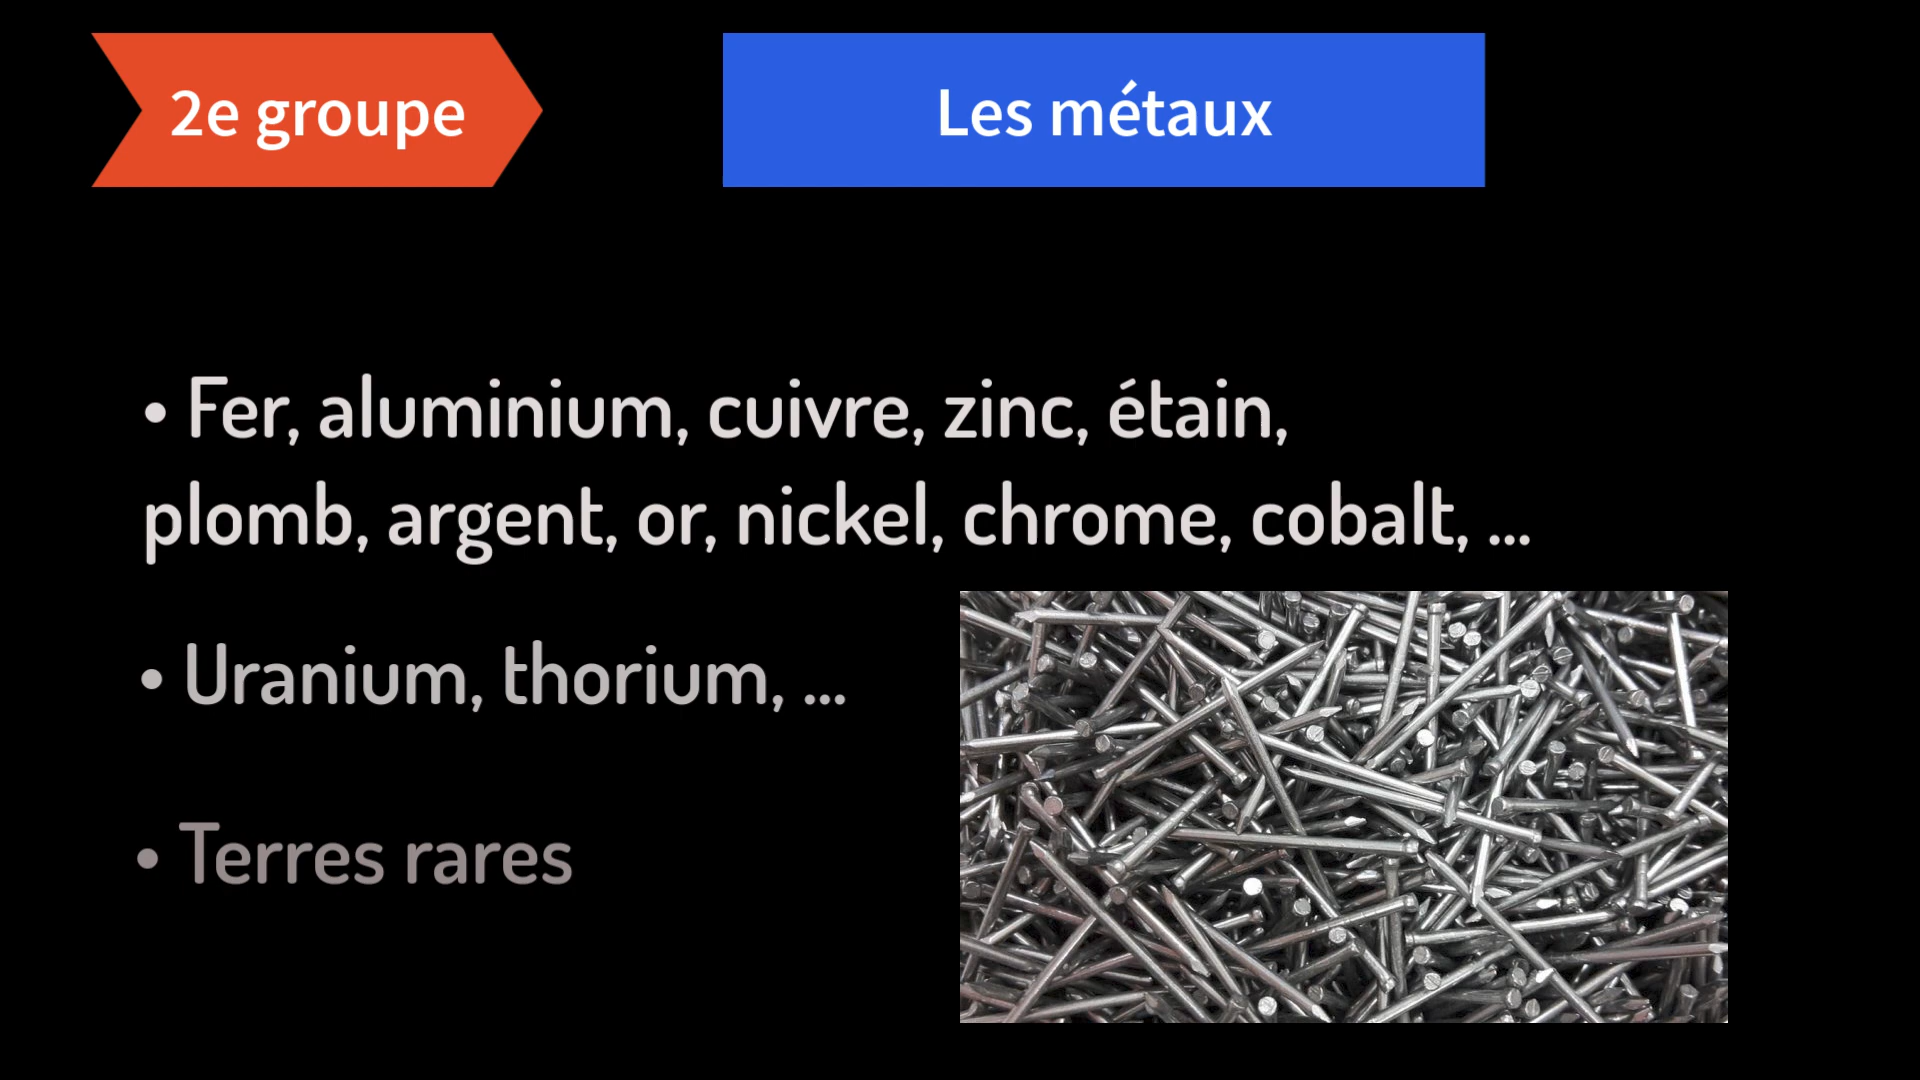 2e groupe
Les métaux
• Fer, aluminium, cuivre, zinc, étain,
plomb, argent, or, nickel, chrome, cobalt, ...
• Uranium, thorium, ...
• Terres rares